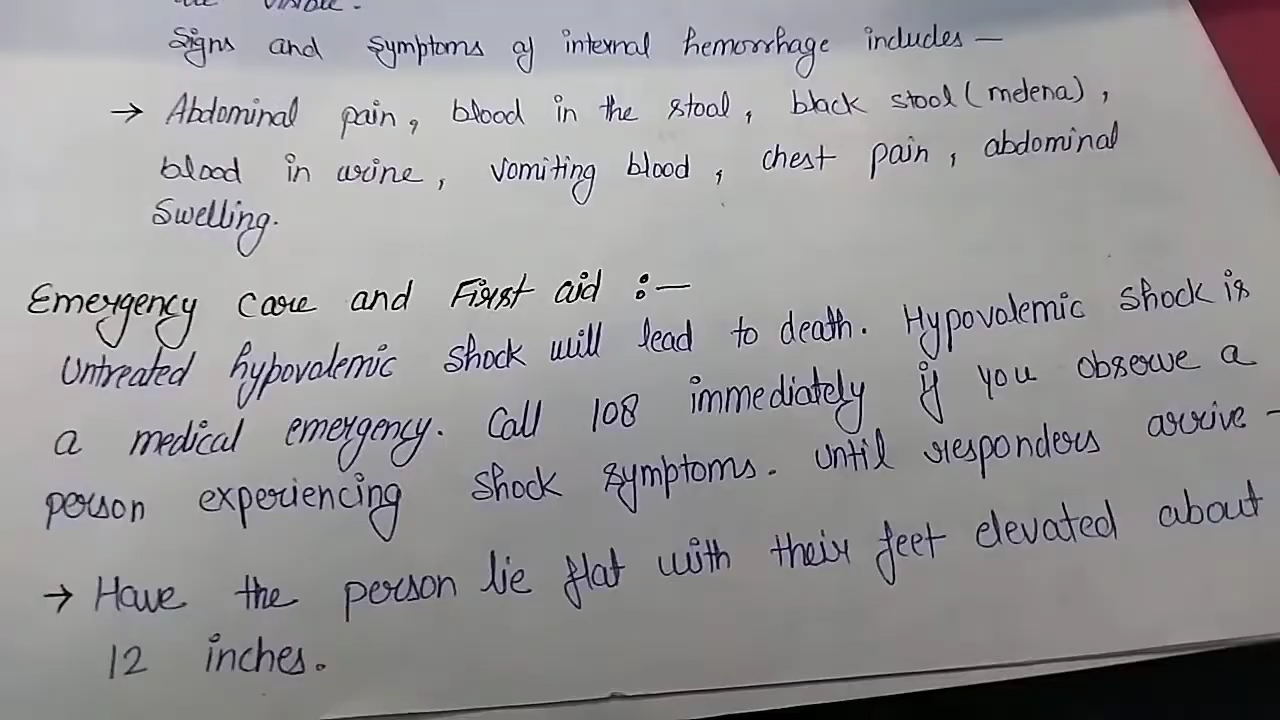 are visible.
Signs and symptoms of internal hemorrhage includes —
→ Abdominal pain, blood in the stool, black stool (melena),
blood in urine, vomiting blood, chest pain, abdominal
swelling.
Emergency care and First aid :—
Untreated hypovolemic shock will lead to death. Hypovolemic shock is
a medical emergency. Call 108 immediately if you observe a
person experiencing shock symptoms. Until responders arrive -
→ Have the person lie flat with their feet elevated about
12 inches.